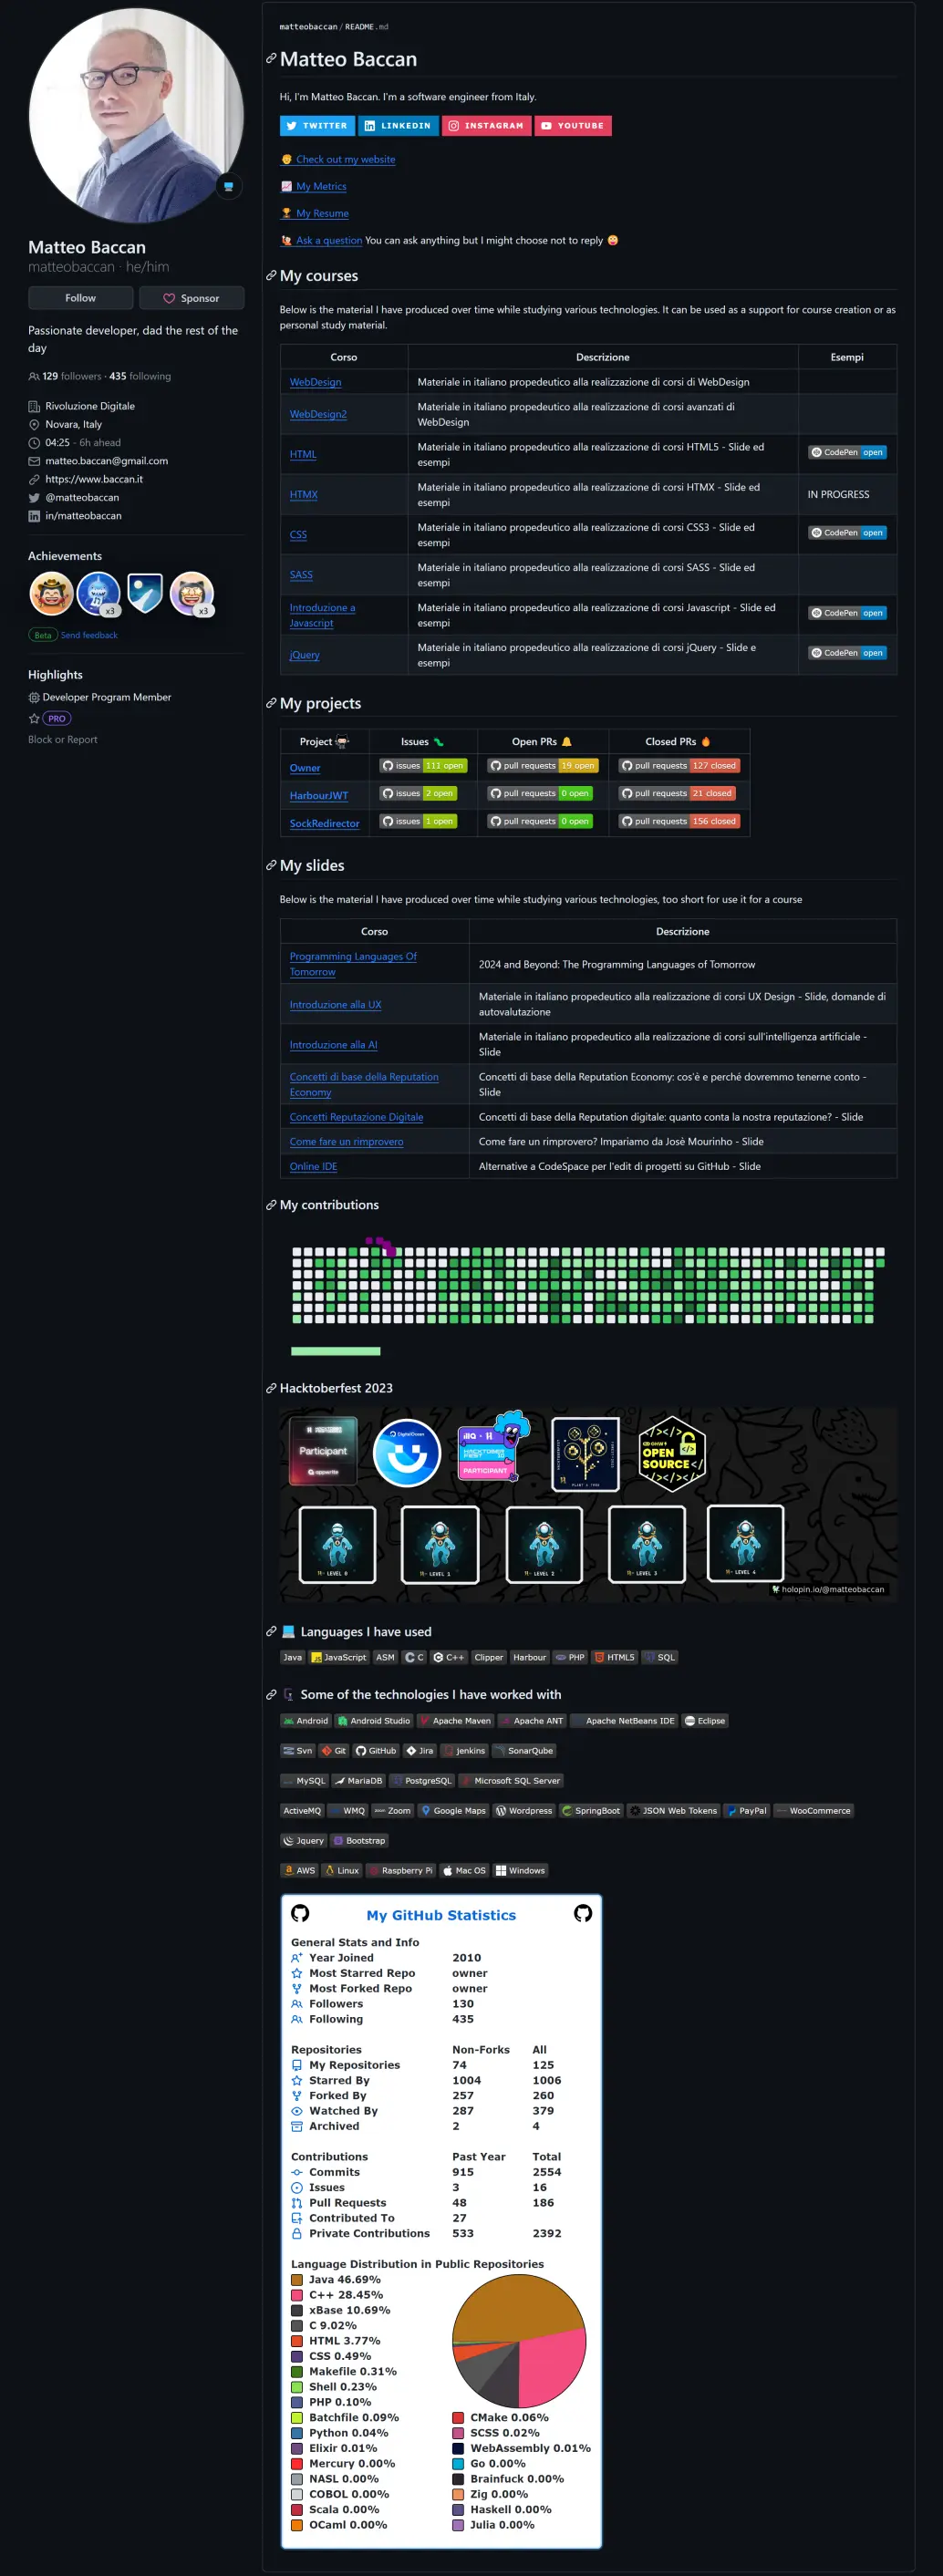 Matteo Baccan
matteobaccan · he/him
Follow
Sponsor
Passionate developer, dad the rest of the
day
129 followers · 435 following
Rivoluzione Digitale
Novara, Italy
04:25 - 6h ahead
matteo.baccan@gmail.com
https://www.baccan.it
@matteobaccan
in/matteobaccan
Achievements
x3
x3
Beta Send feedback
Highlights
Developer Program Member
PRO
Block or Report
matteobaccan / README.md
Matteo Baccan
Hi, I'm Matteo Baccan. I'm a software engineer from Italy.
TWITTER LINKEDIN INSTAGRAM YOUTUBE
Check out my website
My Metrics
My Resume
Ask a question You can ask anything but I might choose not to reply
My courses
Below is the material I have produced over time while studying various technologies. It can be used as a support for course creation or as
personal study material.
Corso Descrizione Esempi
WebDesign Materiale in italiano propedeutico alla realizzazione di corsi di WebDesign
WebDesign2 Materiale in italiano propedeutico alla realizzazione di corsi avanzati di
WebDesign
HTML Materiale in italiano propedeutico alla realizzazione di corsi HTML5 - Slide ed
esempi
CodePen open
HTMX Materiale in italiano propedeutico alla realizzazione di corsi HTMX - Slide ed
esempi
IN PROGRESS
CSS Materiale in italiano propedeutico alla realizzazione di corsi CSS3 - Slide ed
esempi
CodePen open
SASS Materiale in italiano propedeutico alla realizzazione di corsi SASS - Slide ed
esempi
Introduzione a
Javascript
Materiale in italiano propedeutico alla realizzazione di corsi Javascript - Slide ed
esempi
CodePen open
jQuery Materiale in italiano propedeutico alla realizzazione di corsi jQuery - Slide e
esempi
CodePen open
My projects
Project Issues Open PRs Closed PRs
Owner issues 111 open pull requests 19 open pull requests 127 closed
HarbourJWT issues 2 open pull requests 0 open pull requests 21 closed
SockRedirector issues 1 open pull requests 0 open pull requests 156 closed
My slides
Below is the material I have produced over time while studying various technologies, too short for use it for a course
Corso Descrizione
Programming Languages Of
Tomorrow
2024 and Beyond: The Programming Languages of Tomorrow
Introduzione alla UX Materiale in italiano propedeutico alla realizzazione di corsi UX Design - Slide, domande di
autovalutazione
Introduzione alla AI Materiale in italiano propedeutico alla realizzazione di corsi sull'intelligenza artificiale -
Slide
Concetti di base della Reputation
Economy
Concetti di base della Reputation Economy: cos'è e perché dovremmo tenerne conto -
Slide
Concetti Reputazione Digitale Concetti di base della Reputation digitale: quanto conta la nostra reputazione? - Slide
Come fare un rimprovero Come fare un rimprovero? Impariamo da Josè Mourinho - Slide
Online IDE Alternative a CodeSpace per l'edit di progetti su GitHub - Slide
My contributions
Hacktoberfest 2023
Participant
appwrite
DigitalOcean
HACKTOBER
FEST
PARTICIPANT
PLANT A TREE
OPEN
SOURCE
LEVEL 0
LEVEL 1
LEVEL 2
LEVEL 3
LEVEL 4
holopin.io/@matteobaccan
Languages I have used
Java JavaScript ASM C C++ Clipper Harbour PHP HTML5 SQL
Some of the technologies I have worked with
Android Android Studio Apache Maven Apache ANT Apache NetBeans IDE Eclipse
Svn Git GitHub Jira jenkins SonarQube
MySQL MariaDB PostgreSQL Microsoft SQL Server
ActiveMQ WMQ Zoom Google Maps Wordpress SpringBoot JSON Web Tokens PayPal WooCommerce
Jquery Bootstrap
AWS Linux Raspberry Pi Mac OS Windows
My GitHub Statistics
General Stats and Info
Year Joined 2010
Most Starred Repo owner
Most Forked Repo owner
Followers 130
Following 435
Repositories Non-Forks All
My Repositories 74 125
Starred By 1004 1006
Forked By 257 260
Watched By 287 379
Archived 2 4
Contributions Past Year Total
Commits 915 2554
Issues 3 16
Pull Requests 48 186
Contributed To 27
Private Contributions 533 2392
Language Distribution in Public Repositories
Java 46.69%
C++ 28.45%
xBase 10.69%
C 9.02%
HTML 3.77%
CSS 0.49%
Makefile 0.31%
Shell 0.23%
PHP 0.10%
Batchfile 0.09% CMake 0.06%
Python 0.04% SCSS 0.02%
Elixir 0.01% WebAssembly 0.01%
Mercury 0.00% Go 0.00%
NASL 0.00% Brainfuck 0.00%
COBOL 0.00% Zig 0.00%
Scala 0.00% Haskell 0.00%
OCaml 0.00% Julia 0.00%